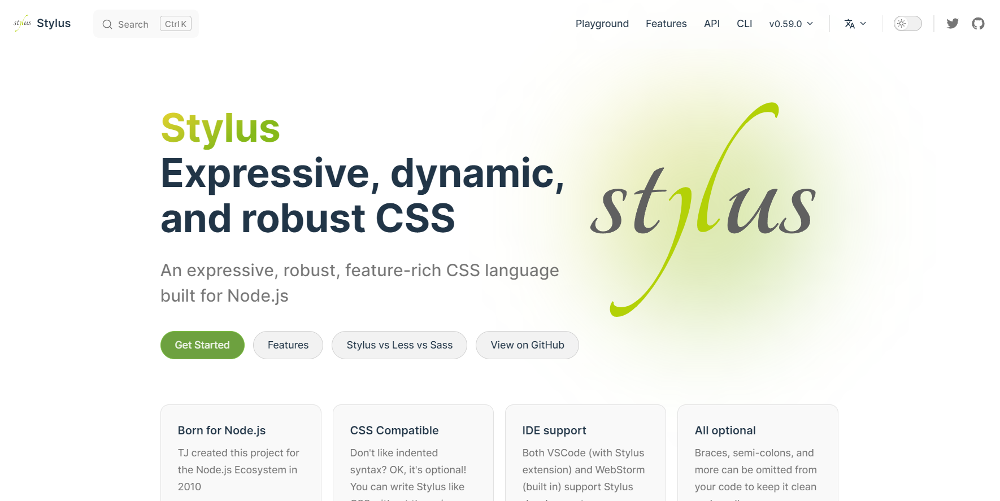 stylus Stylus
Search Ctrl K
Playground Features API CLI v0.59.0
Stylus
Expressive, dynamic,
and robust CSS
An expressive, robust, feature-rich CSS language
built for Node.js
stylus
Get Started Features Stylus vs Less vs Sass View on GitHub
Born for Node.js
TJ created this project for
the Node.js Ecosystem in
2010
CSS Compatible
Don't like indented
syntax? OK, it's optional!
You can write Stylus like
IDE support
Both VSCode (with Stylus
extension) and WebStorm
(built in) support Stylus
All optional
Braces, semi-colons, and
more can be omitted from
your code to keep it clean